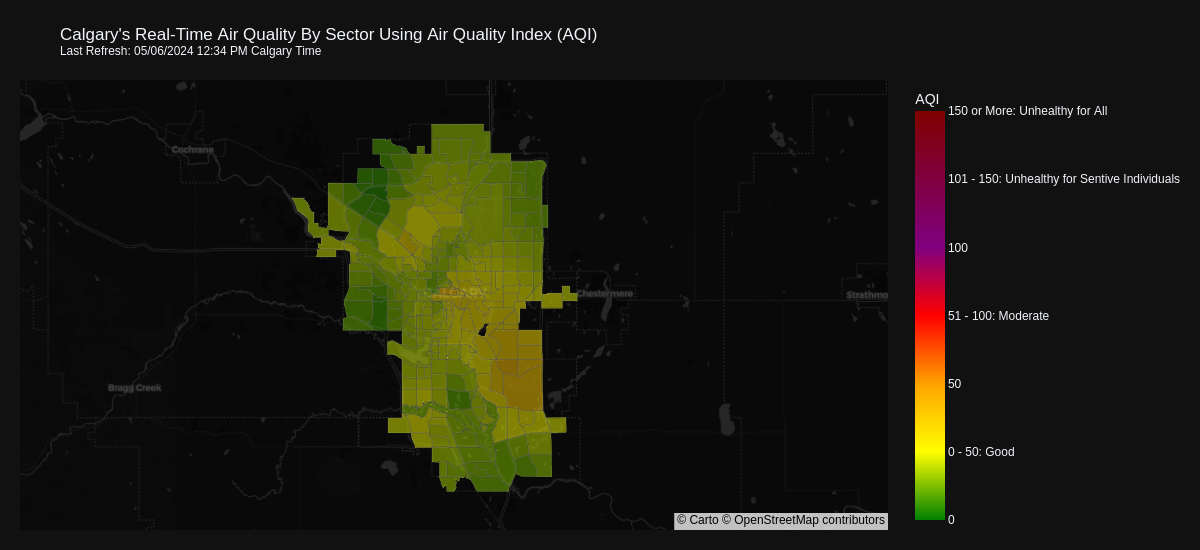 Calgary's Real-Time Air Quality By Sector Using Air Quality Index (AQI)
Last Refresh: 05/06/2024 12:34 PM Calgary Time
AQI
150 or More: Unhealthy for All
Cochrane
101 - 150: Unhealthy for Sentive Individuals
100
Chestermere
Strathmo
51 - 100: Moderate
50
Bragg Creek
0 - 50: Good
0
© Carto © OpenStreetMap contributors